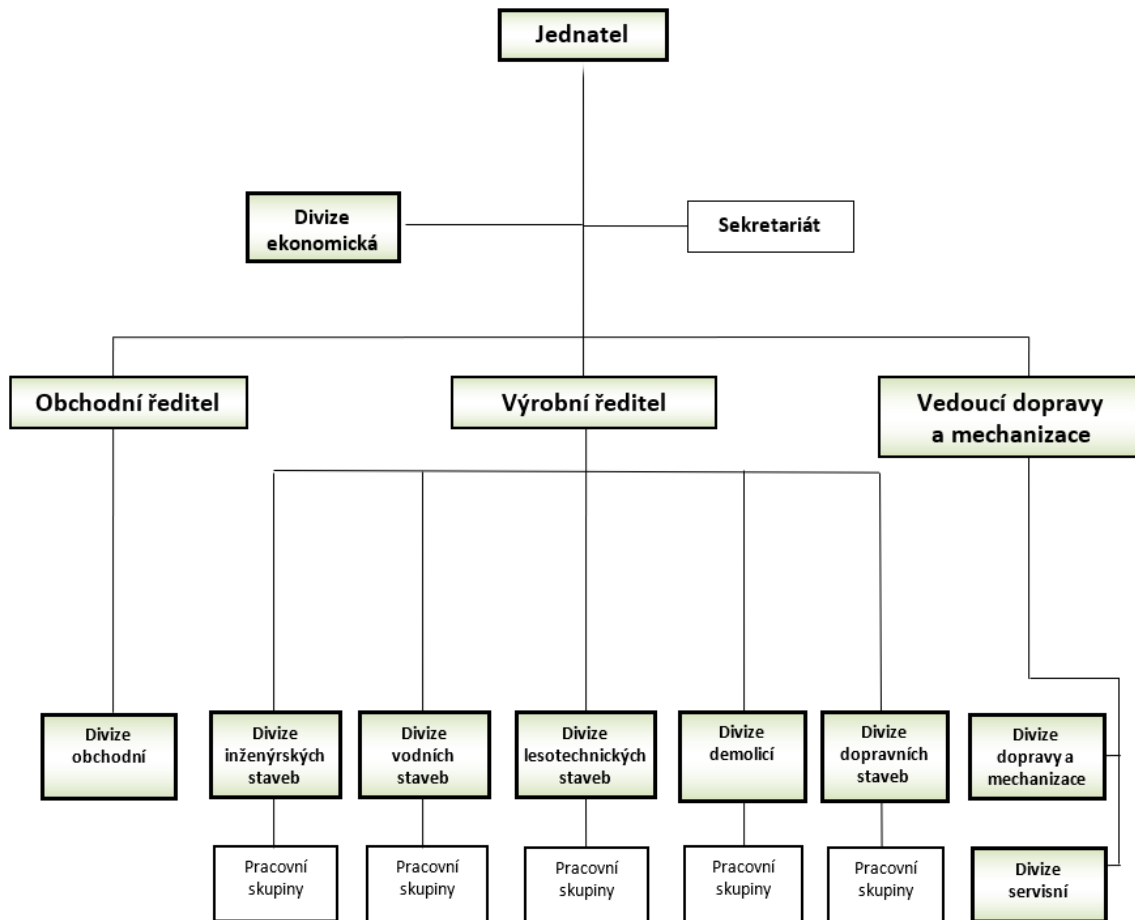 Jednatel
Divize
ekonomická
Sekretariát
Obchodní ředitel
Výrobní ředitel
Vedoucí dopravy
a mechanizace
Divize
obchodní
Divize
inženýrských
staveb
Divize
vodních
staveb
Divize
lesotechnických
staveb
Divize
demolicí
Divize
dopravních
staveb
Divize
dopravy a
mechanizace
Pracovní
skupiny
Pracovní
skupiny
Pracovní
skupiny
Pracovní
skupiny
Pracovní
skupiny
Divize
servisní